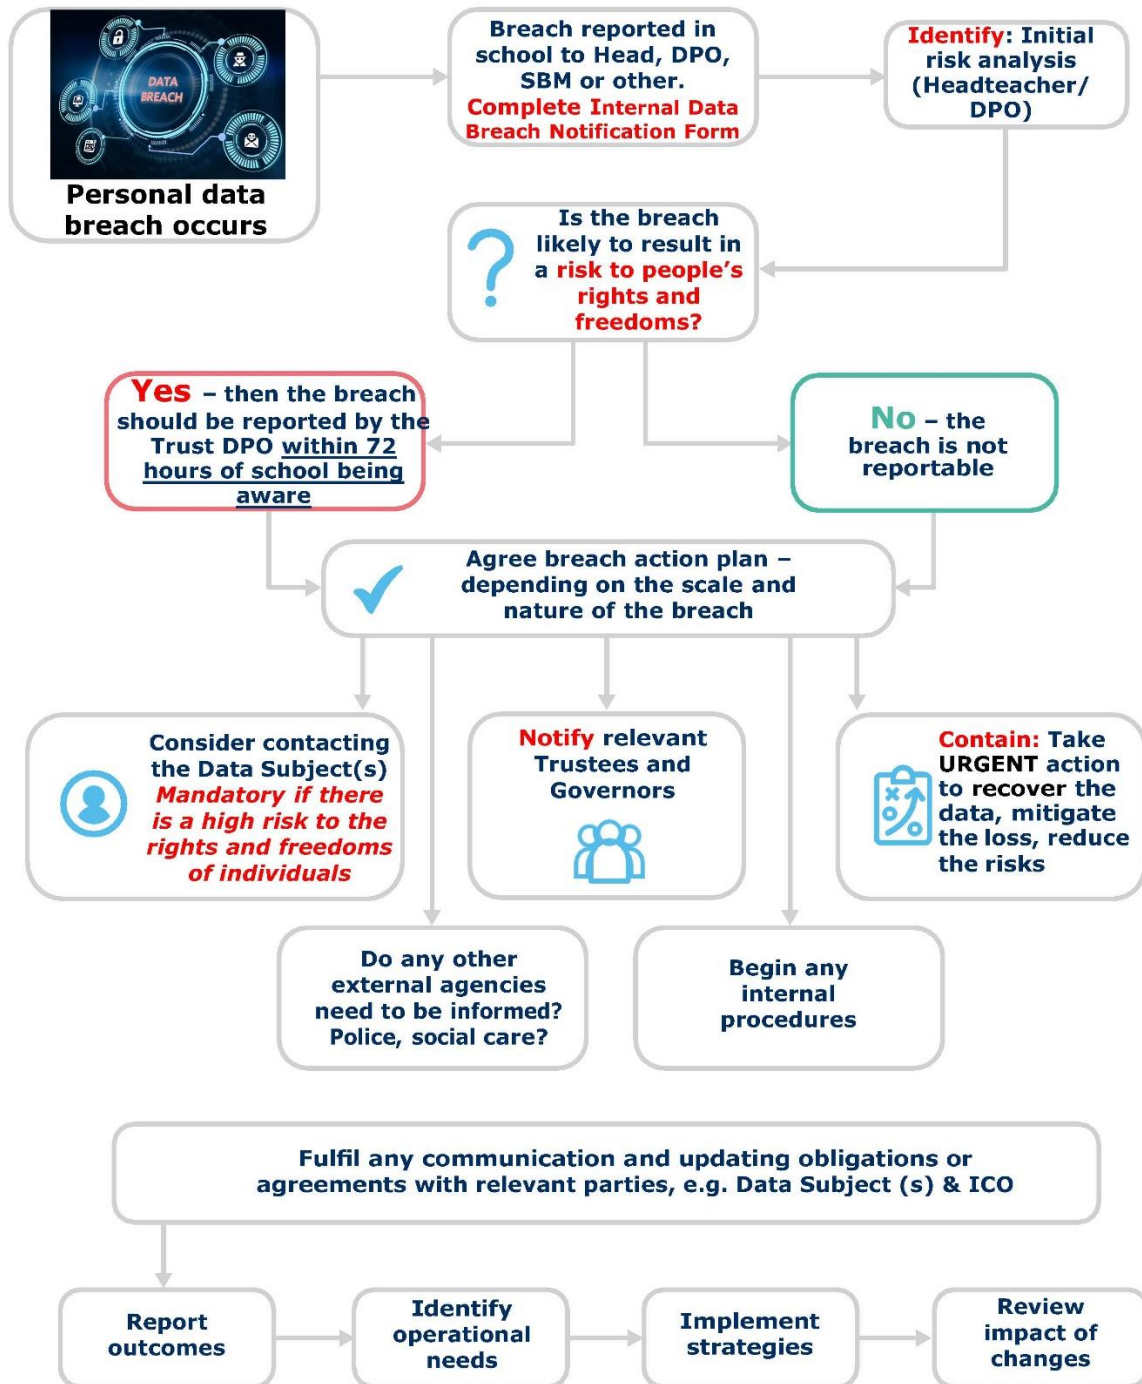 DATA
BREACH
Personal data
breach occurs
Breach reported in
school to Head, DPO,
SBM or other.
Complete Internal Data
Breach Notification Form
Identify: Initial
risk analysis
(Headteacher/
DPO)
Is the breach
likely to result in
a risk to people’s
rights and
freedoms?
Yes – then the breach
should be reported by the
Trust DPO within 72
hours of school being
aware
No – the
breach is not
reportable
Agree breach action plan –
depending on the scale and
nature of the breach
Consider contacting
the Data Subject(s)
Mandatory if there
is a high risk to the
rights and freedoms
of individuals
Notify relevant
Trustees and
Governors
Contain: Take
URGENT action
to recover the
data, mitigate
the loss, reduce
the risks
Do any other
external agencies
need to be informed?
Police, social care?
Begin any
internal
procedures
Fulfil any communication and updating obligations or
agreements with relevant parties, e.g. Data Subject (s) & ICO
Report
outcomes
Identify
operational
needs
Implement
strategies
Review
impact of
changes